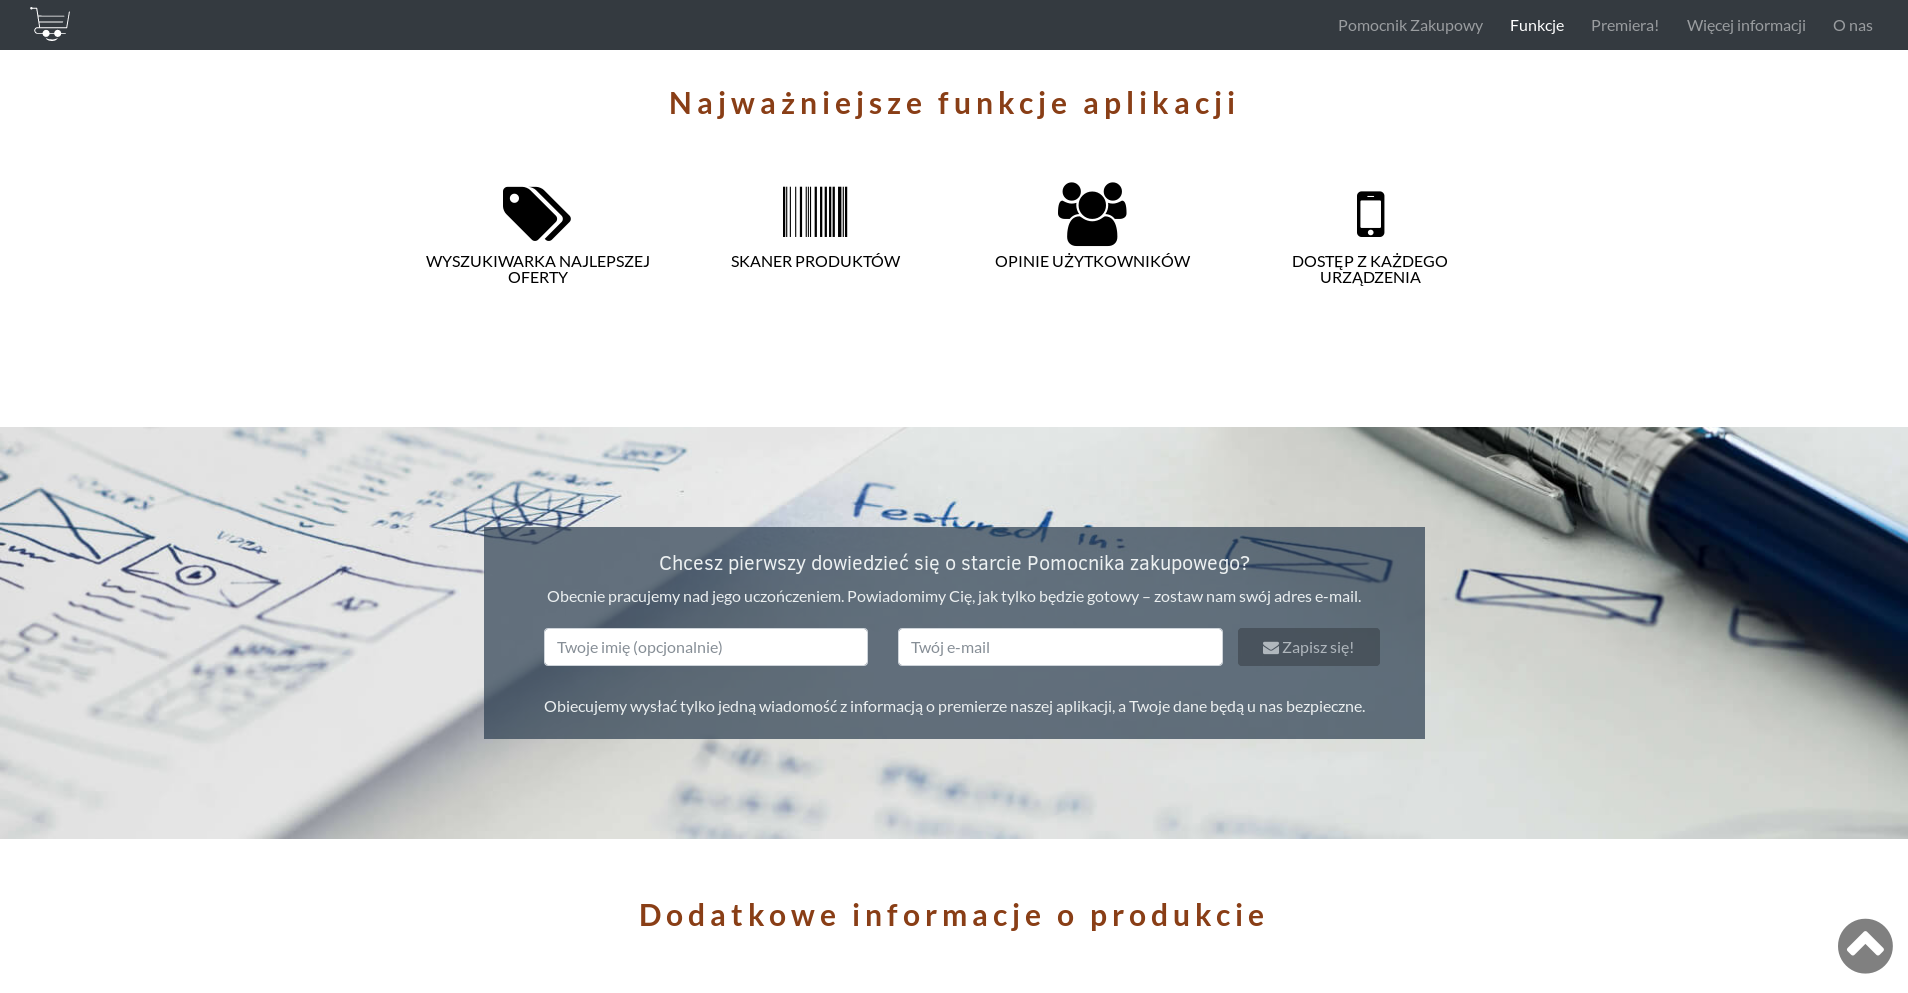 Pomocnik Zakupowy Funkcje Premiera! Więcej informacji O nas
Najważniejsze funkcje aplikacji
WYSZUKIWARKA NAJLEPSZEJ
OFERTY
SKANER PRODUKTÓW
OPINIE UŻYTKOWNIKÓW
DOSTĘP Z KAŻDEGO
URZĄDZENIA
VIDEA
AD
Featured in:
Chcesz pierwszy dowiedzieć się o starcie Pomocnika zakupowego?
Obecnie pracujemy nad jego uczończeniem. Powiadomimy Cię, jak tylko będzie gotowy – zostaw nam swój adres e-mail.
Twoje imię (opcjonalnie)
Twój e-mail
Zapisz się!
Obiecujemy wysłać tylko jedną wiadomość z informacją o premierze naszej aplikacji, a Twoje dane będą u nas bezpieczne.
Dodatkowe informacje o produkcie